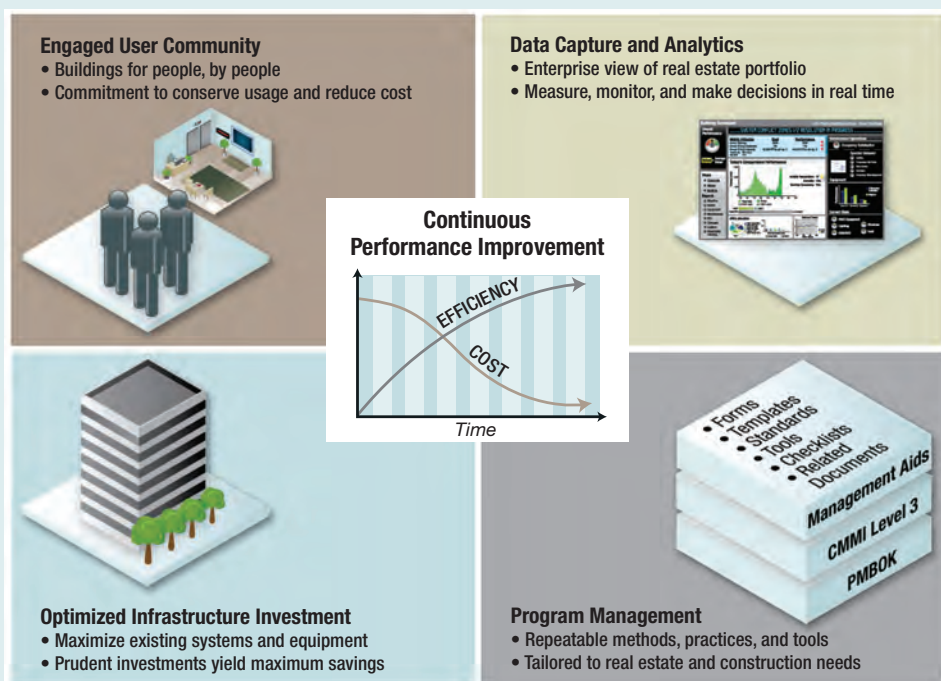 Engaged User Community
• Buildings for people, by people
• Commitment to conserve usage and reduce cost
Data Capture and Analytics
• Enterprise view of real estate portfolio
• Measure, monitor, and make decisions in real time
Continuous
Performance Improvement
EFFICIENCY
COST
Time
• Forms
• Templates
• Standards
• Tools
• Checklists
• Related
Documents
Management Aids
CMMI Level 3
PMBOK
Optimized Infrastructure Investment
• Maximize existing systems and equipment
• Prudent investments yield maximum savings
Program Management
• Repeatable methods, practices, and tools
• Tailored to real estate and construction needs